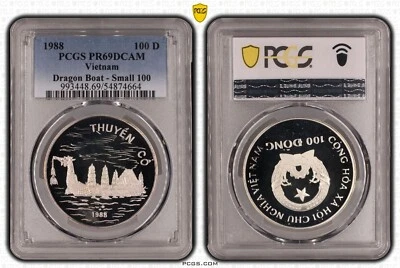 PCGS
1988 100 D
PCGS PR69DCAM
Vietnam
Dragon Boat - Small 100
993448.69/54874664
THUYỀN CỔ
1988
PCGS
CỘNG HÒA XÃ HỘI CHỦ NGHĨA VIỆT NAM
100 ĐỒNG
PCGS.COM